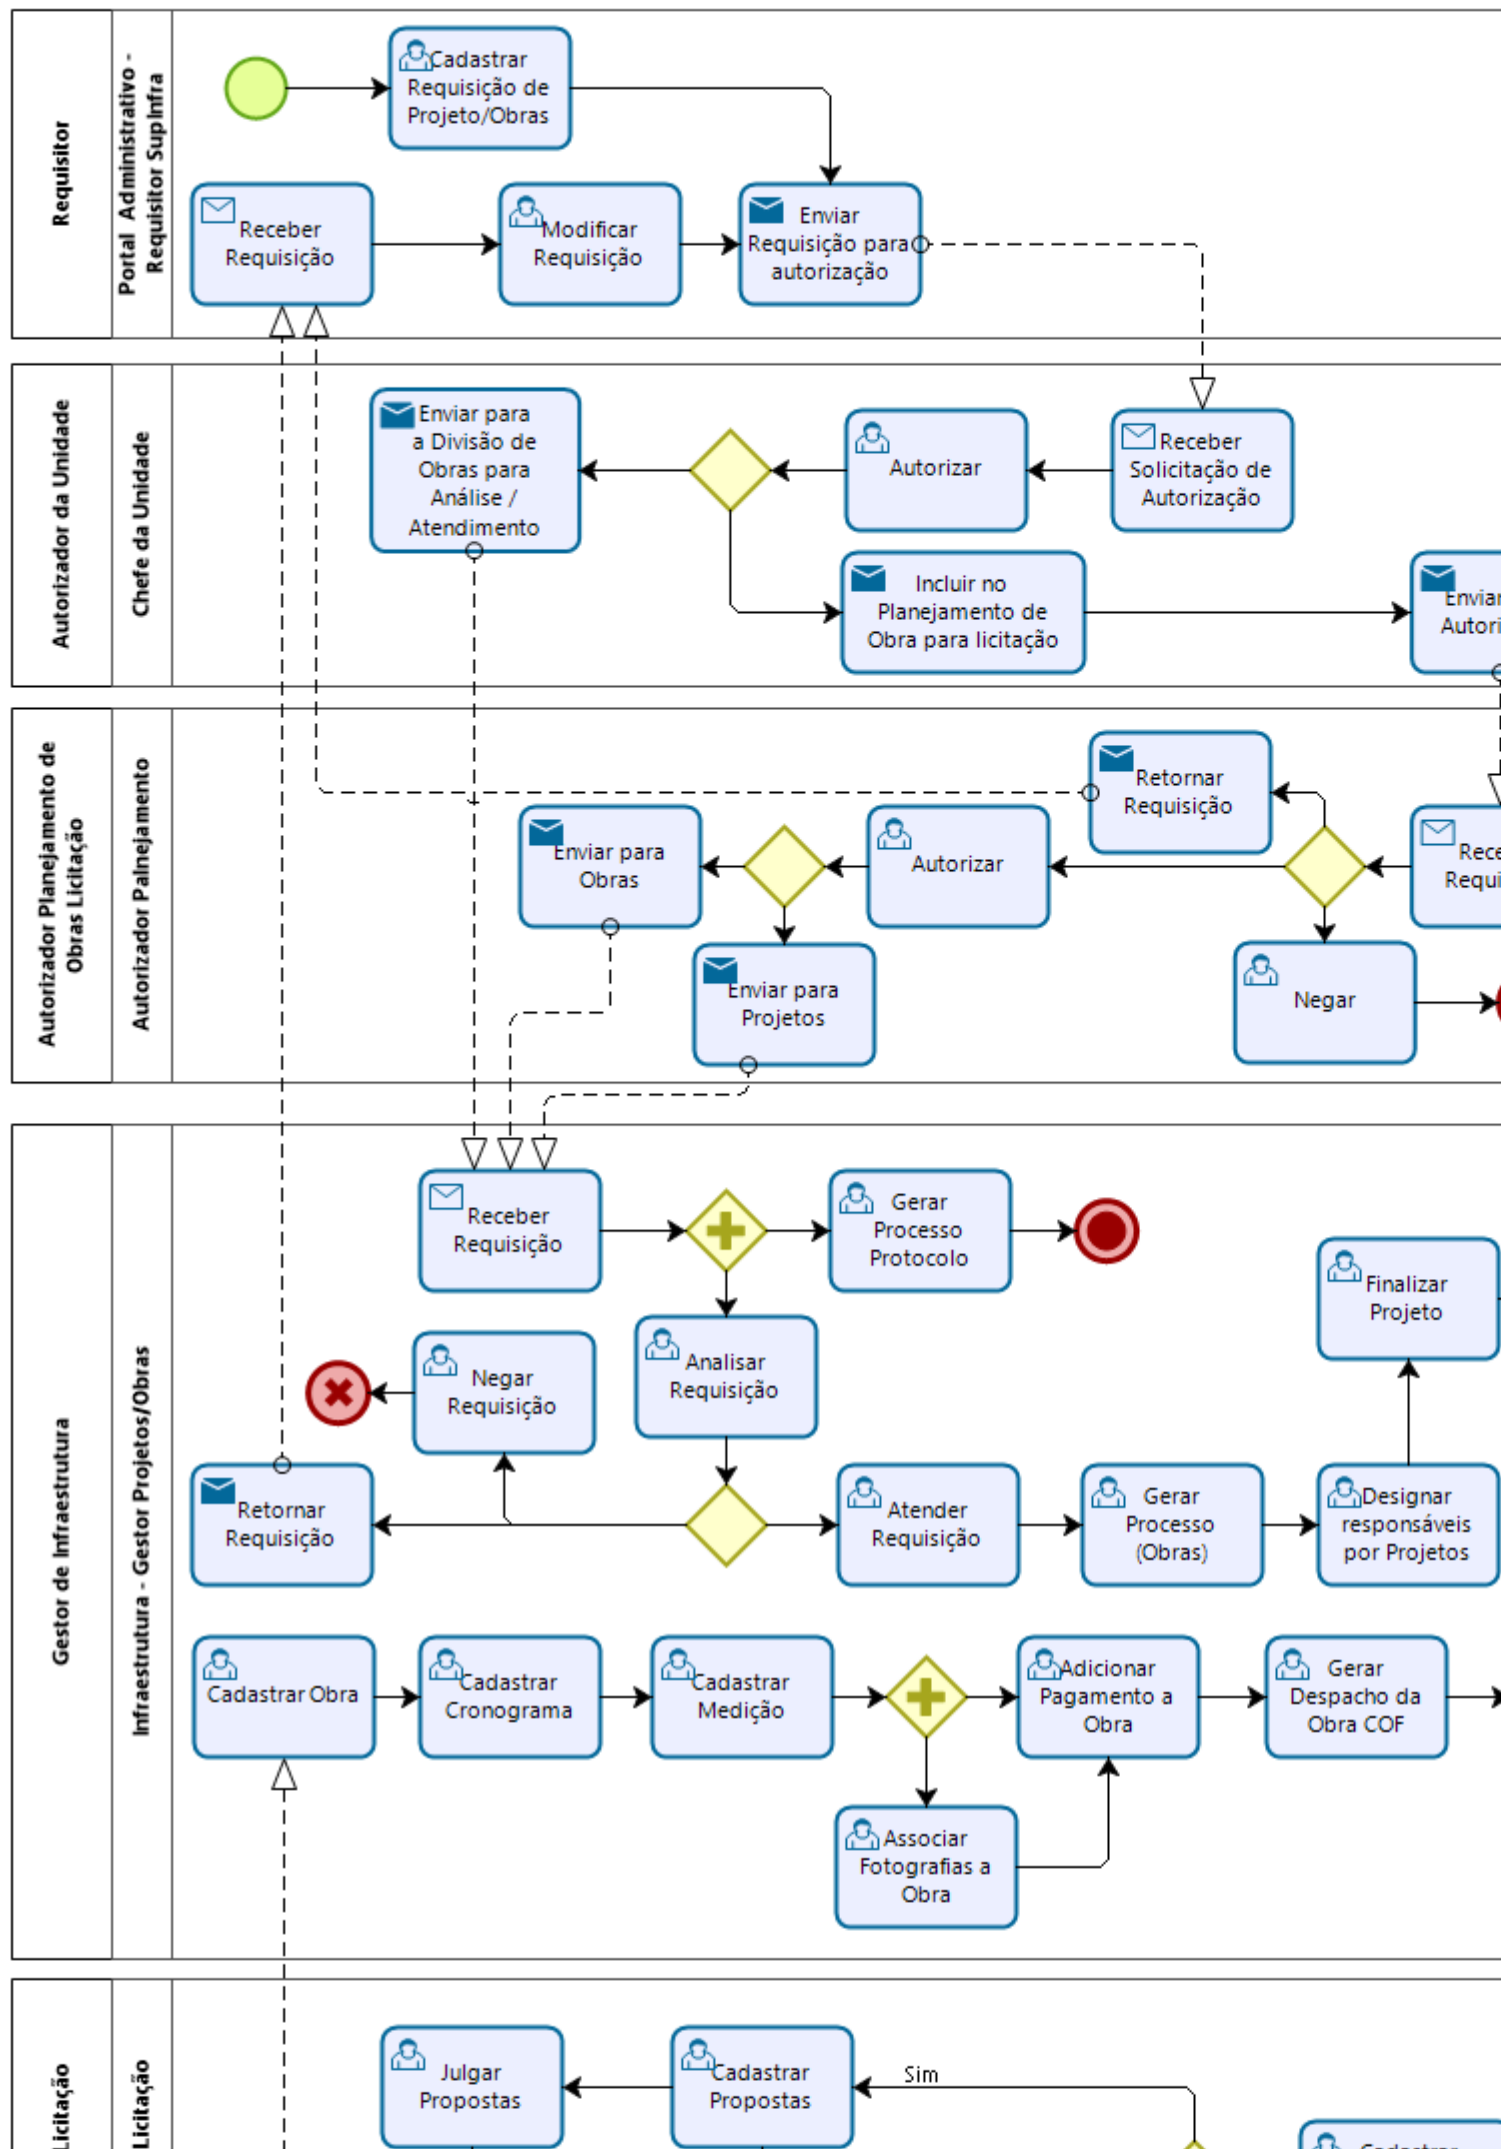 Requisitor
Portal Administrativo -
Requisitor SupInfra
Cadastrar
Requisição de
Projeto/Obras
Receber
Requisição
Modificar
Requisição
Enviar
Requisição para
autorização
Autorizador da Unidade
Chefe da Unidade
Enviar para
a Divisão de
Obras para
Análise /
Atendimento
Autorizar
Receber
Solicitação de
Autorização
Incluir no
Planejamento de
Obra para licitação
Enviar
Autori
Autorizador Planejamento de
Obras Licitação
Autorizador Palnejamento
Retornar
Requisição
Enviar para
Obras
Autorizar
Rece
Requi
Enviar para
Projetos
Negar
Gestor de Infraestrutura
Infraestrutura - Gestor Projetos/Obras
Receber
Requisição
Gerar
Processo
Protocolo
Finalizar
Projeto
Negar
Requisição
Analisar
Requisição
Retornar
Requisição
Atender
Requisição
Gerar
Processo
(Obras)
Designar
responsáveis
por Projetos
Cadastrar Obra
Cadastrar
Cronograma
Cadastrar
Medição
Adicionar
Pagamento a
Obra
Gerar
Despacho da
Obra COF
Associar
Fotografias a
Obra
Licitação
Licitação
Julgar
Propostas
Cadastrar
Propostas
Sim